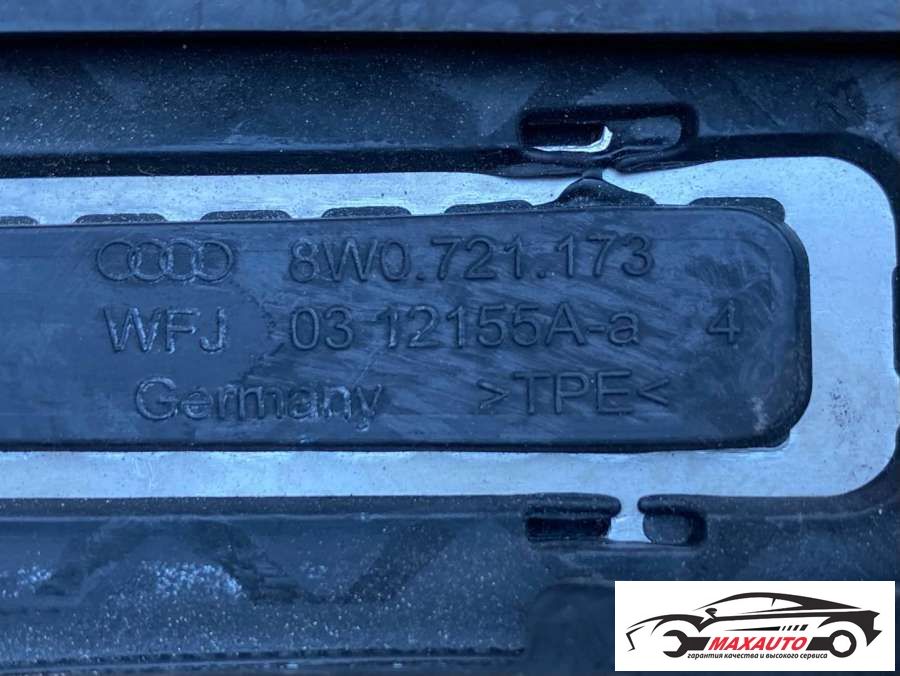 8W0.721.173
WFJ 03 12155A-a 4
Germany >TPE<
MAXAUTO
гарантия качества и высокого сервиса